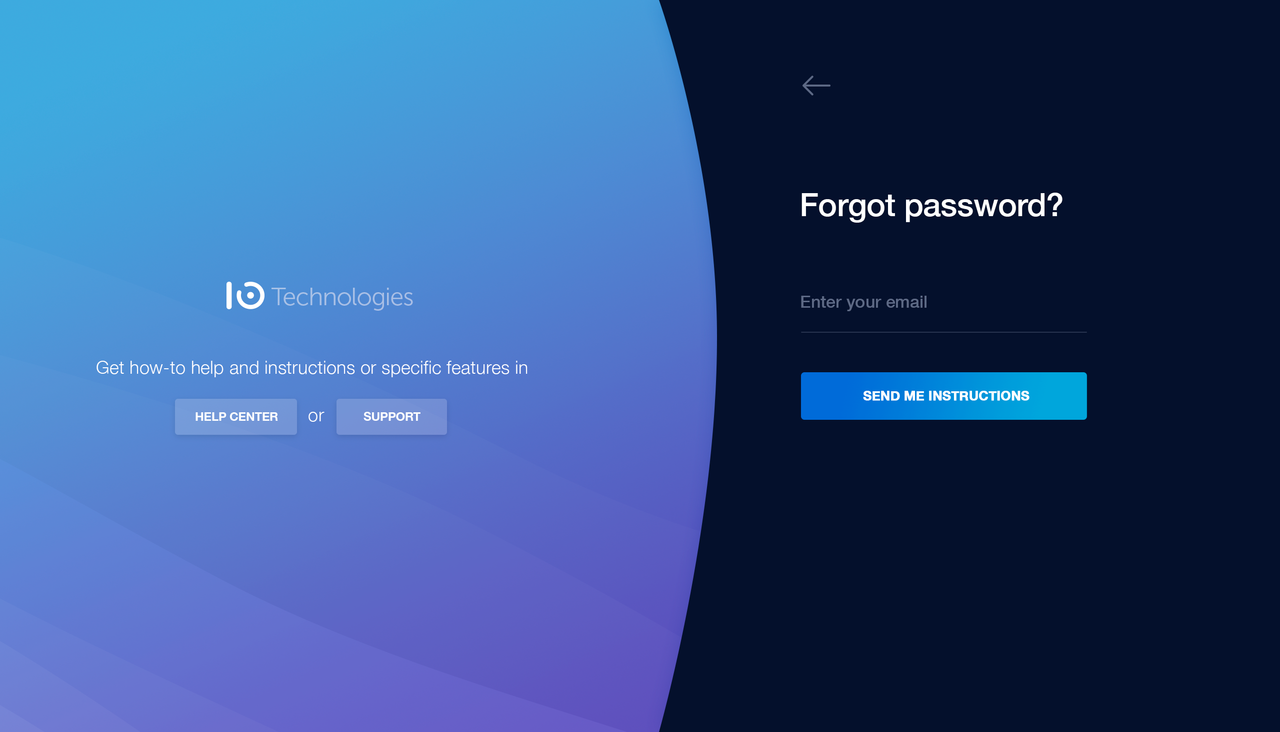 IO Technologies
Get how-to help and instructions or specific features in
HELP CENTER or SUPPORT
Forgot password?
Enter your email
SEND ME INSTRUCTIONS